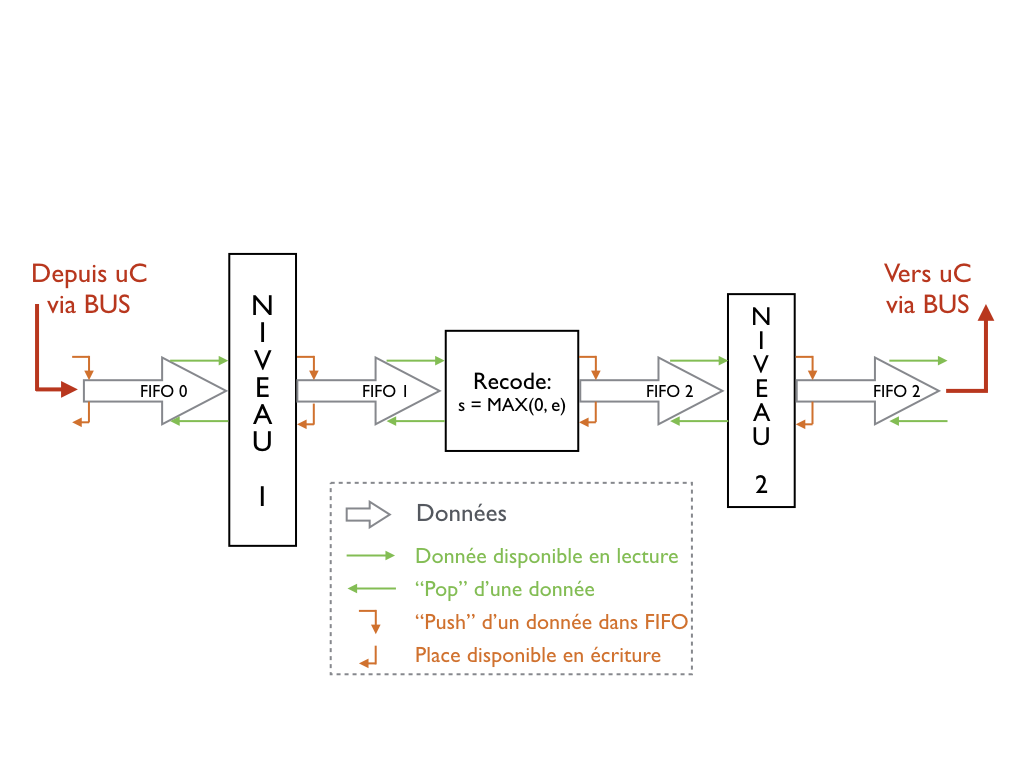 Depuis uC
via BUS
Vers uC
via BUS
NIVEAU 1
NIVEAU 2
FIFO 0
FIFO 1
Recode:
s = MAX(0, e)
FIFO 2
FIFO 2
Données
Donnée disponible en lecture
“Pop” d’une donnée
“Push” d’un donnée dans FIFO
Place disponible en écriture